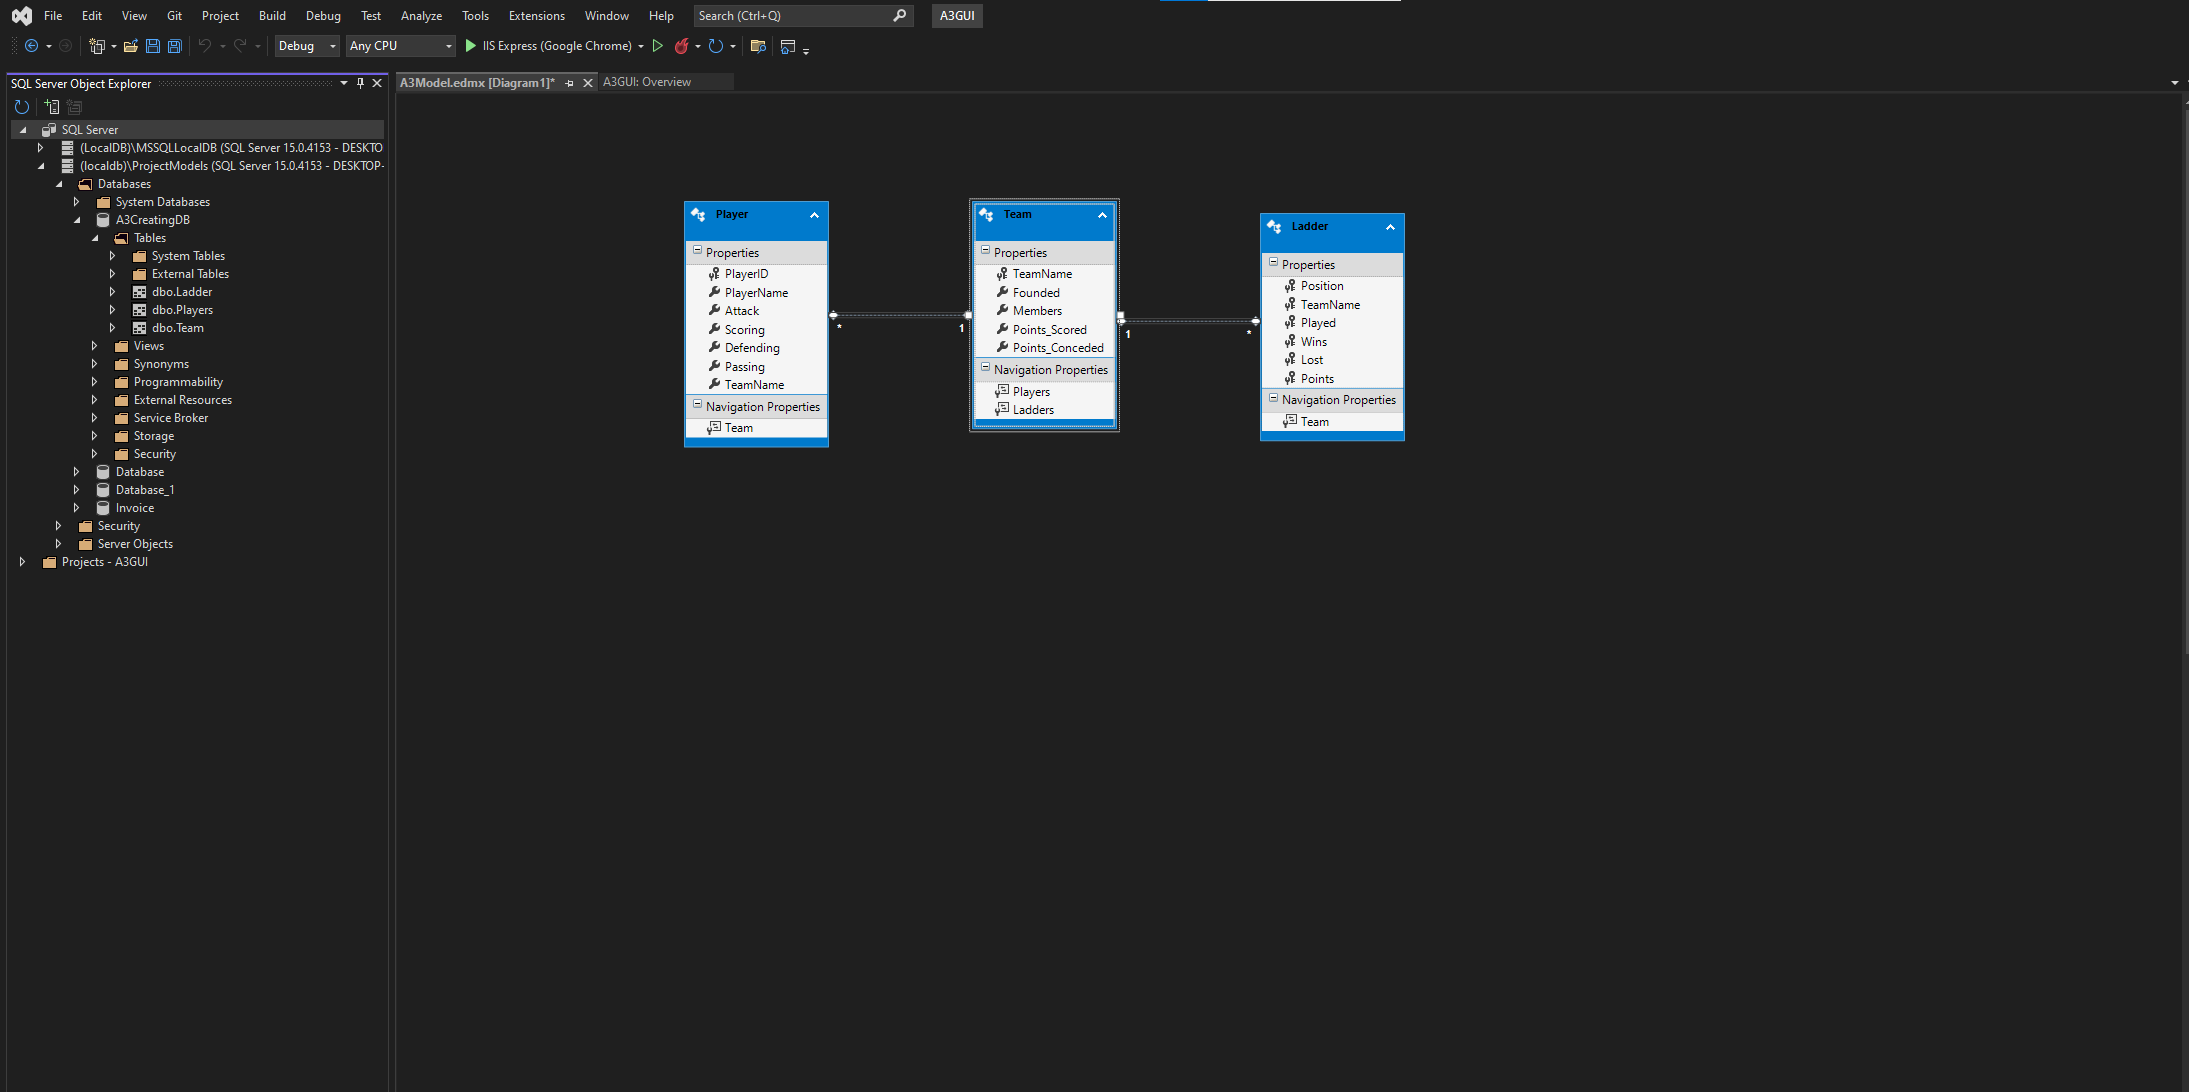 File Edit View Git Project Build Debug Test Analyze Tools Extensions Window Help Search (Ctrl+Q) A3GUI
Debug Any CPU IIS Express (Google Chrome)
SQL Server Object Explorer
SQL Server
(LocalDB)\MSSQLLocalDB (SQL Server 15.0.4153 - DESKTO
(localdb)\ProjectModels (SQL Server 15.0.4153 - DESKTOP-
Databases
System Databases
A3CreatingDB
Tables
System Tables
External Tables
dbo.Ladder
dbo.Players
dbo.Team
Views
Synonyms
Programmability
External Resources
Service Broker
Storage
Security
Database
Database_1
Invoice
Security
Server Objects
Projects - A3GUI
A3Model.edmx [Diagram1]* A3GUI: Overview
Player
Properties
PlayerID
PlayerName
Attack
Scoring
Defending
Passing
TeamName
Navigation Properties
Team
* 1
Team
Properties
TeamName
Founded
Members
Points_Scored
Points_Conceded
Navigation Properties
Players
Ladders
1 *
Ladder
Properties
Position
TeamName
Played
Wins
Lost
Points
Navigation Properties
Team